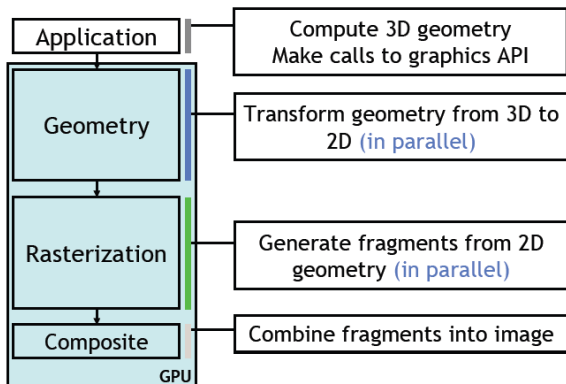 Application
Compute 3D geometry
Make calls to graphics API
Geometry
Transform geometry from 3D to
2D (in parallel)
Rasterization
Generate fragments from 2D
geometry (in parallel)
Composite
Combine fragments into image
GPU